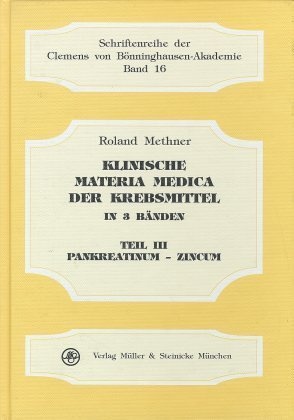 Schriftenreihe der
Clemens von Bönninghausen-Akademie
Band 16
Roland Methner
KLINISCHE
MATERIA MEDICA
DER KREBSMITTEL
IN 3 BÄNDEN
TEIL III
PANKREATINUM – ZINCUM
Verlag Müller & Steinicke München